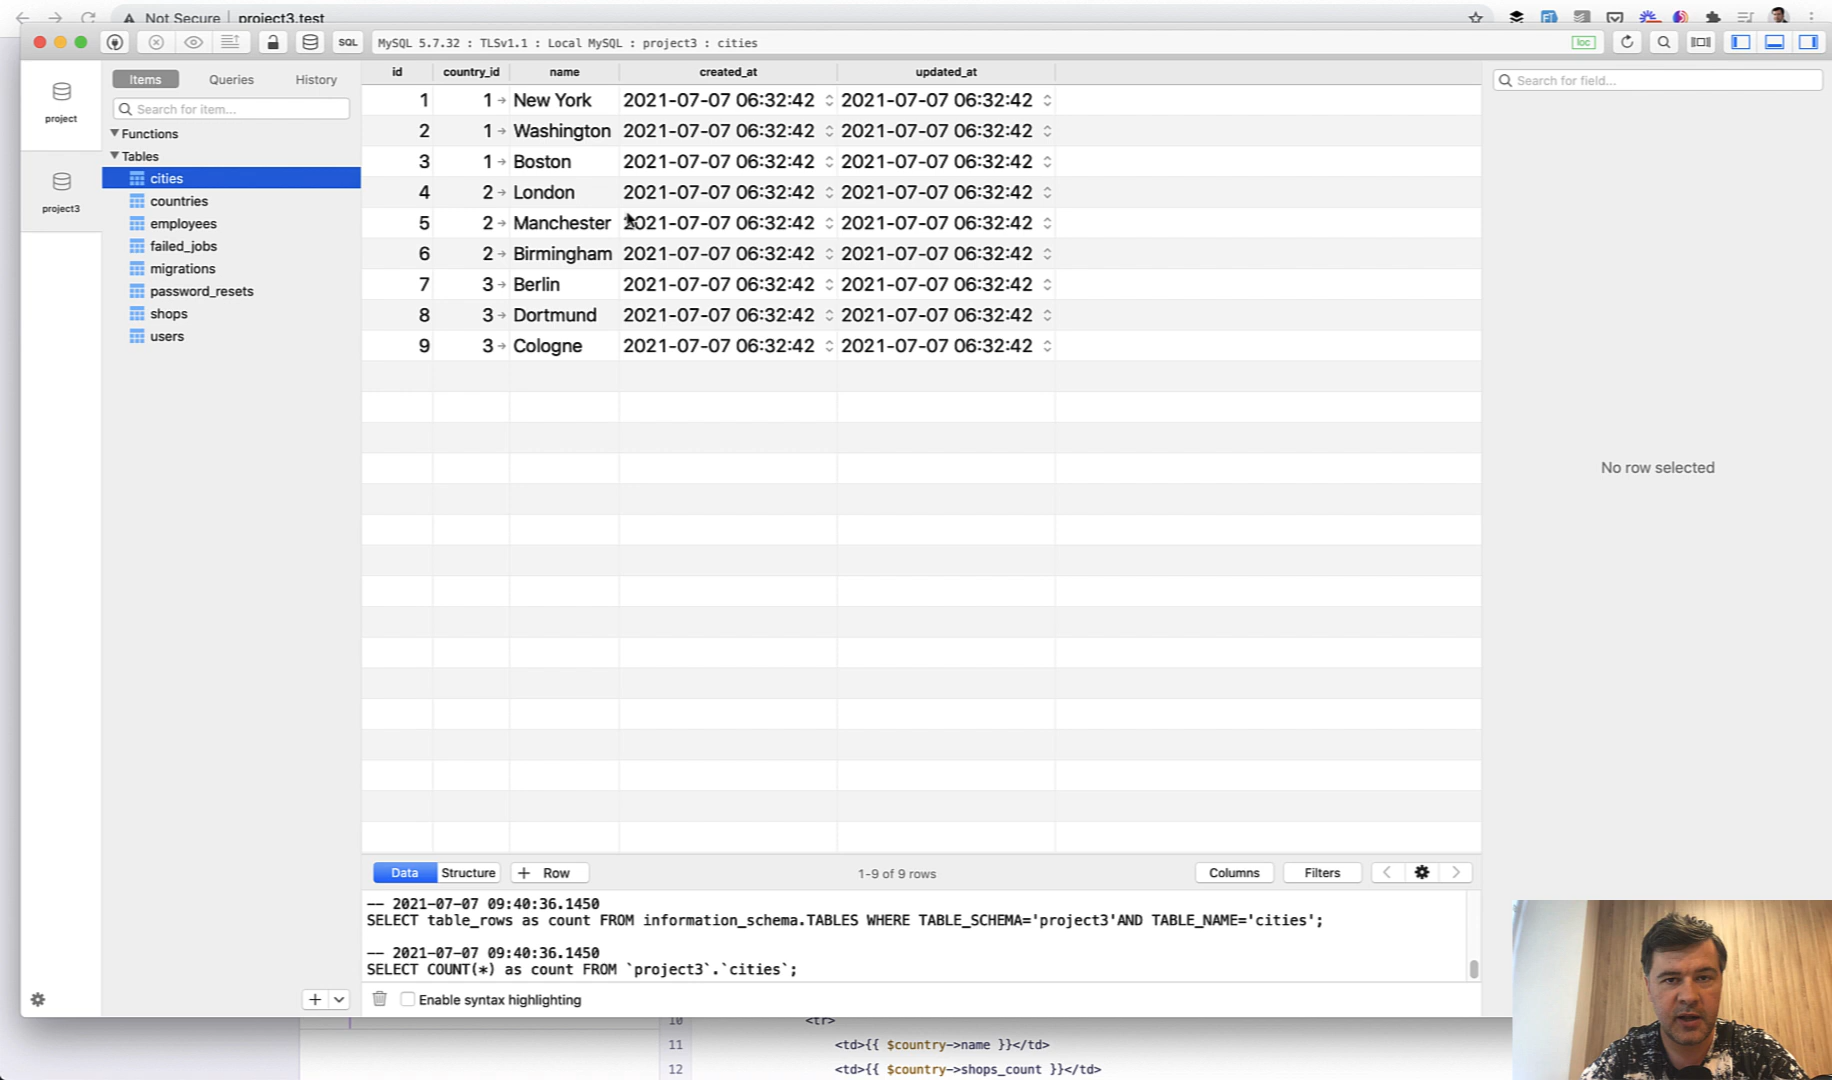 Not Secure | project3.test
SQL
MySQL 5.7.32 : TLSv1.1 : Local MySQL : project3 : cities
loc
project
project3
Items Queries History
Search for item...
Functions
Tables
cities
countries
employees
failed_jobs
migrations
password_resets
shops
users
id country_id name created_at updated_at
1 1 New York 2021-07-07 06:32:42 2021-07-07 06:32:42
2 1 Washington 2021-07-07 06:32:42 2021-07-07 06:32:42
3 1 Boston 2021-07-07 06:32:42 2021-07-07 06:32:42
4 2 London 2021-07-07 06:32:42 2021-07-07 06:32:42
5 2 Manchester 2021-07-07 06:32:42 2021-07-07 06:32:42
6 2 Birmingham 2021-07-07 06:32:42 2021-07-07 06:32:42
7 3 Berlin 2021-07-07 06:32:42 2021-07-07 06:32:42
8 3 Dortmund 2021-07-07 06:32:42 2021-07-07 06:32:42
9 3 Cologne 2021-07-07 06:32:42 2021-07-07 06:32:42
Search for field...
No row selected
Data Structure + Row 1-9 of 9 rows Columns Filters
-- 2021-07-07 09:40:36.1450
SELECT table_rows as count FROM information_schema.TABLES WHERE TABLE_SCHEMA='project3'AND TABLE_NAME='cities';
-- 2021-07-07 09:40:36.1450
SELECT COUNT(*) as count FROM `project3`.`cities`;
Enable syntax highlighting
10 <tr>
11 <td>{{ $country->name }}</td>
12 <td>{{ $country->shops_count }}</td>